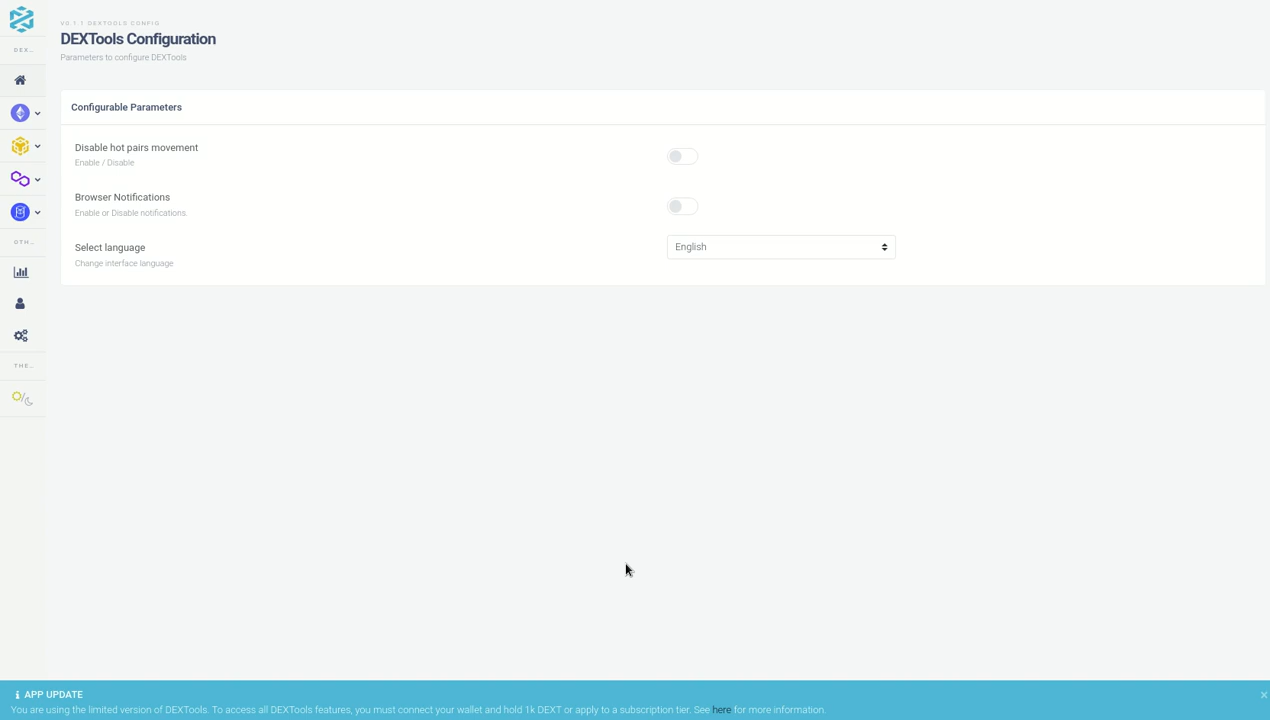 V0.1.1 DEXTOOLS CONFIG
DEXTools Configuration
Parameters to configure DEXTools
DEX...
Configurable Parameters
Disable hot pairs movement
Enable / Disable
Browser Notifications
Enable or Disable notifications.
OTH...
Select language
English
Change interface language
THE...
APP UPDATE
You are using the limited version of DEXTools. To access all DEXTools features, you must connect your wallet and hold 1k DEXT or apply to a subscription tier. See here for more information.
×